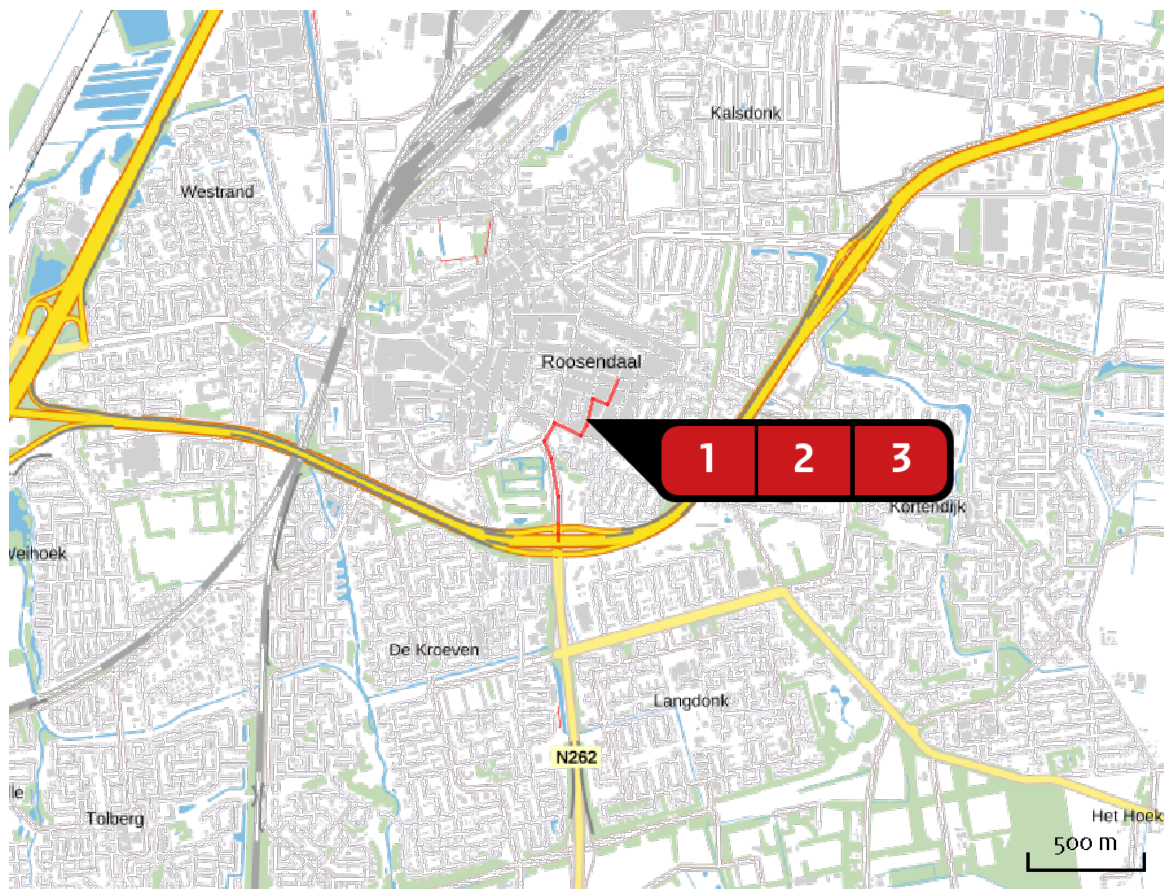 Kalsdonk
Westrand
Roosendaal
1 2 3
Kortendijk
Weihoek
De Kroeven
Langdonk
N262
Tolberg
Het Hoek
500 m